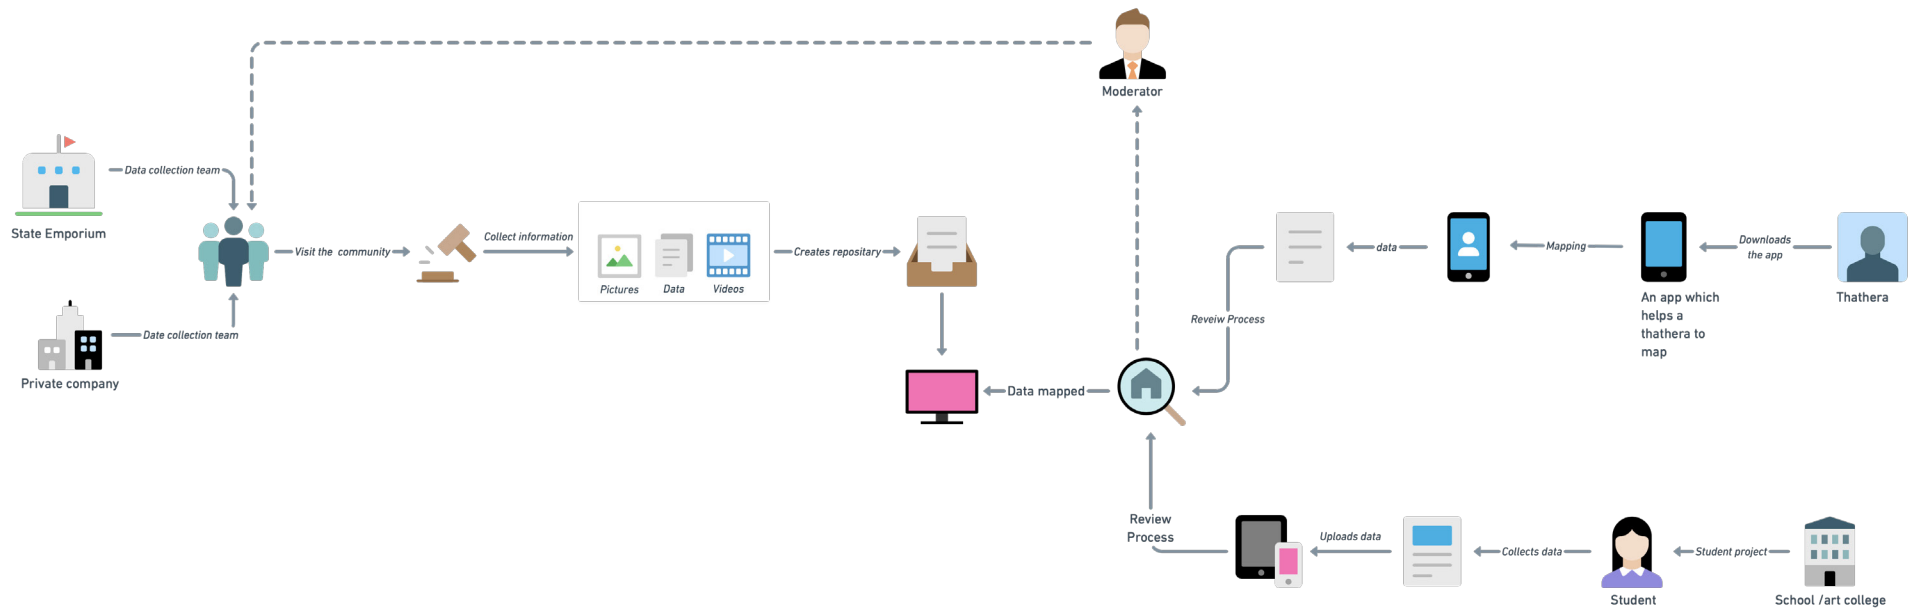 Moderator
Data collection team
State Emporium
Visit the community
Collect information
Pictures
Data
Videos
Creates repositary
Date collection team
Private company
Data mapped
Reveiw Process
data
Mapping
Downloads
the app
An app which
helps a
thathera to
map
Thathera
Review
Process
Uploads data
Collects data
Student project
Student
School /art college